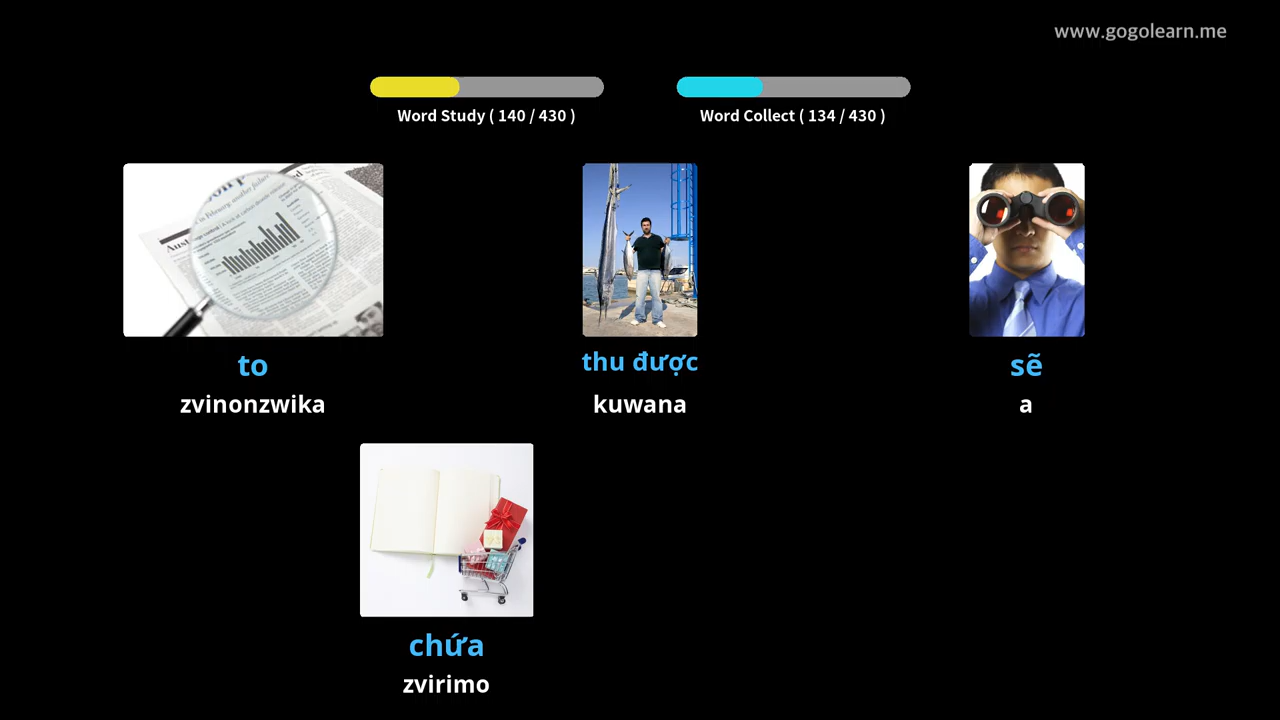 www.gogolearn.me
Word Study ( 140 / 430 )
Word Collect ( 134 / 430 )
to
zvinonzwika
thu được
kuwana
sẽ
a
chứa
zvirimo